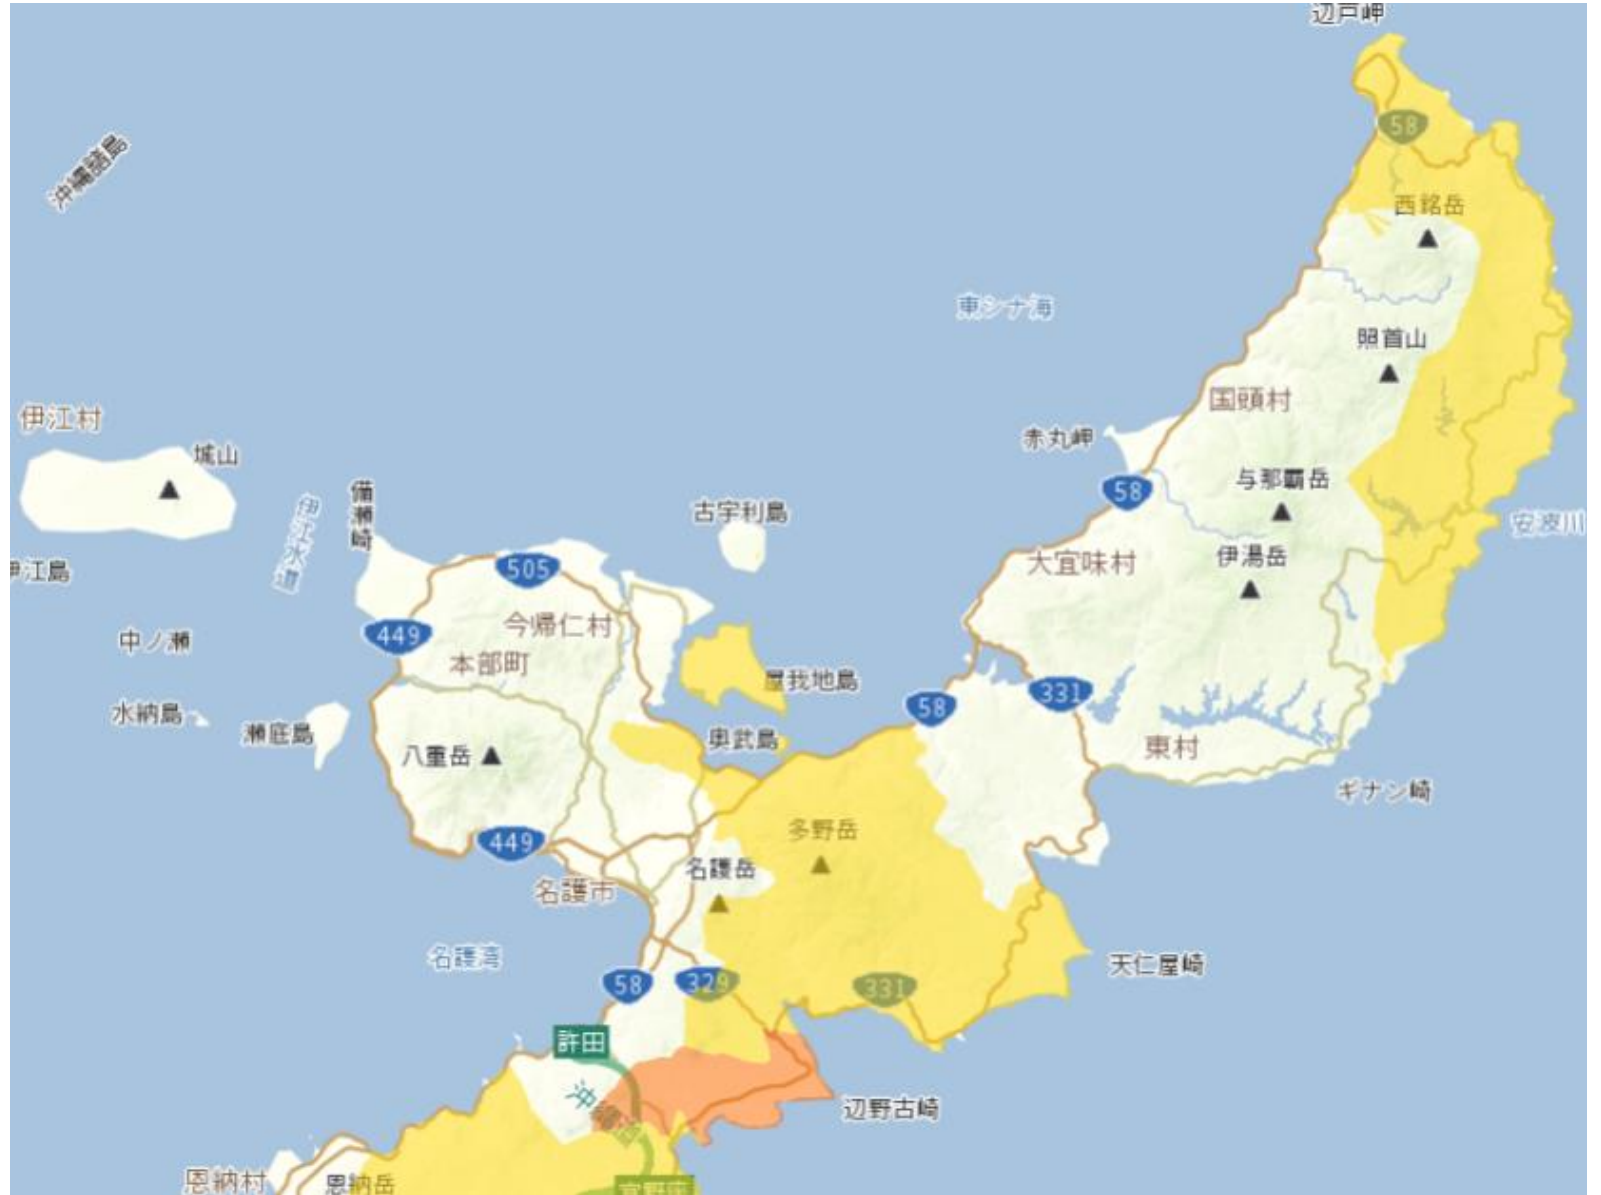 辺戸岬
58
沖縄諸島
西銘岳
東シナ海
照首山
国頭村
伊江村
赤丸岬
城山
与那覇岳
58
備瀬崎
伊江水道
古宇利島
安波川
伊湯岳
大宜味村
505
江島
今帰仁村
449
中ノ瀬
本部町
屋我地島
331
58
水納島
瀬底島
奥武島
東村
八重岳
ギナン崎
多野岳
449
名護岳
名護市
名護湾
天仁屋崎
58
329
331
許田
辺野古崎
恩納村
恩納岳
宜野座